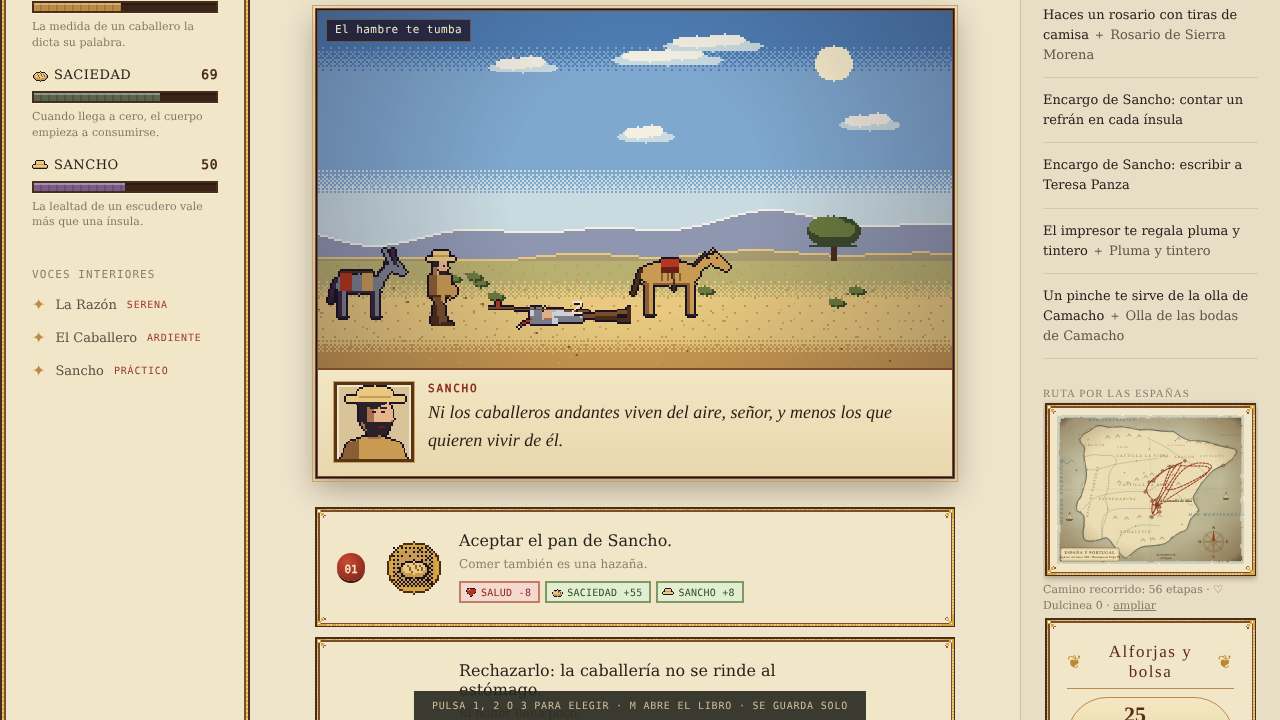 La medida de un caballero la
dicta su palabra.
SACIEDAD 69
Cuando llega a cero, el cuerpo
empieza a consumirse.
SANCHO 50
La lealtad de un escudero vale
más que una ínsula.
VOCES INTERIORES
La Razón SERENA
El Caballero ARDIENTE
Sancho PRÁCTICO
El hambre te tumba
SANCHO
Ni los caballeros andantes viven del aire, señor, y menos los que
quieren vivir de él.
01
Aceptar el pan de Sancho.
Comer también es una hazaña.
SALUD -8 SACIEDAD +55 SANCHO +8
Rechazarlo: la caballería no se rinde al
estómago.
PULSA 1, 2 O 3 PARA ELEGIR · M ABRE EL LIBRO · SE GUARDA SOLO
Haces un rosario con tiras de
camisa + Rosario de Sierra
Morena
Encargo de Sancho: contar un
refrán en cada ínsula
Encargo de Sancho: escribir a
Teresa Panza
El impresor te regala pluma y
tintero + Pluma y tintero
Un pinche te sirve de la olla de
Camacho + Olla de las bodas
de Camacho
RUTA POR LAS ESPAÑAS
Camino recorrido: 56 etapas · ♡
Dulcinea 0 · ampliar
Alforjas y
bolsa
25